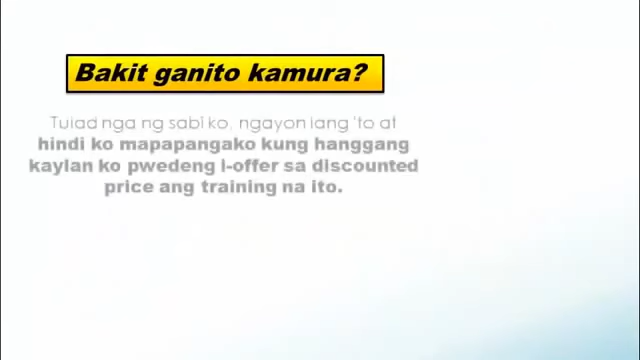 Bakit ganito kamura?
Tulad nga ng sabi ko, ngayon lang 'to at
hindi ko mapapangako kung hanggang
kaylan ko pwedeng i-offer sa discounted
price ang training na ito.